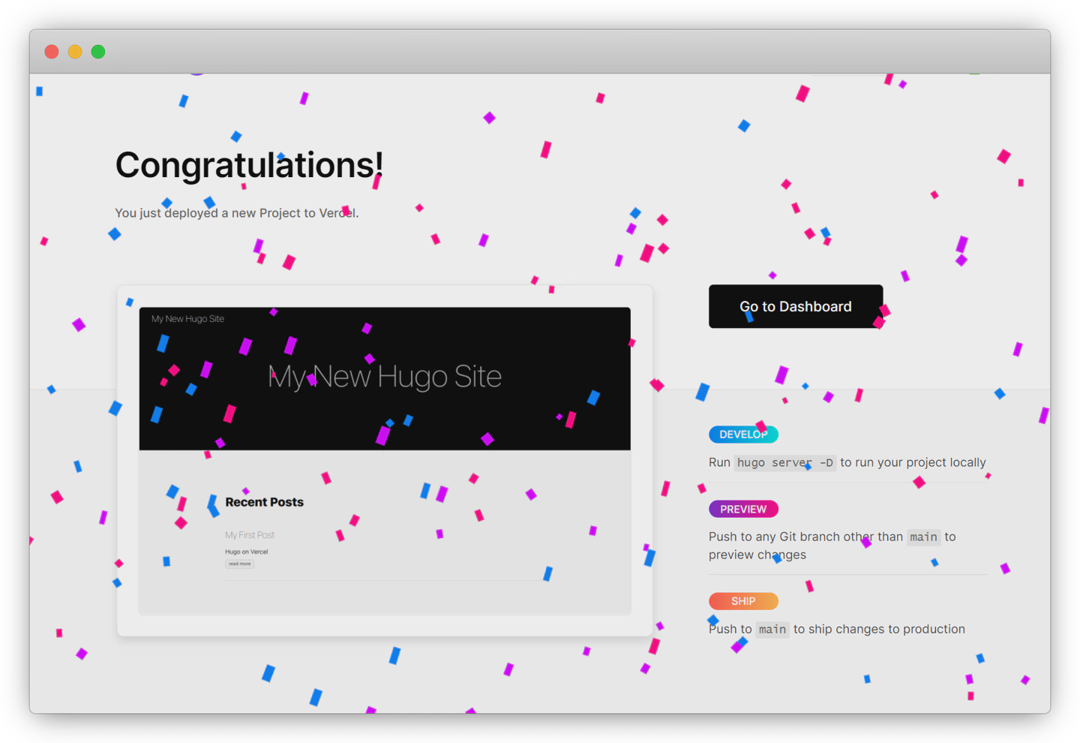 Congratulations!
You just deployed a new Project to Vercel.
My New Hugo Site
My New Hugo Site
Recent Posts
My First Post
Hugo on Vercel
read more
Go to Dashboard
DEVELOP
Run hugo server -D to run your project locally
PREVIEW
Push to any Git branch other than main to
preview changes
SHIP
Push to main to ship changes to production